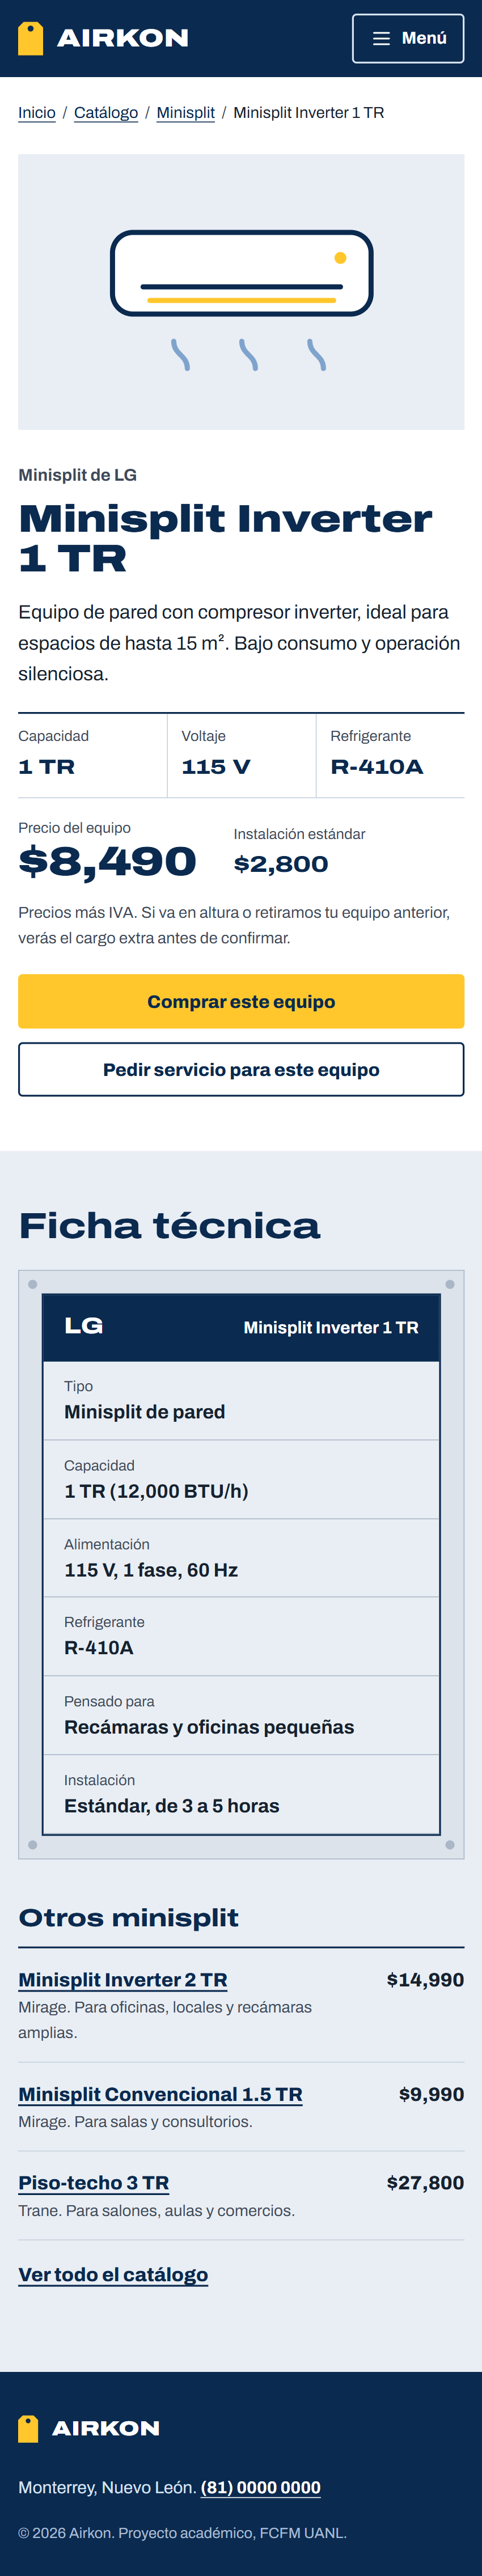 AIRKON
Menú
Inicio / Catálogo / Minisplit / Minisplit Inverter 1 TR
Minisplit de LG
Minisplit Inverter
1 TR
Equipo de pared con compresor inverter, ideal para
espacios de hasta 15 m². Bajo consumo y operación
silenciosa.
Capacidad
1 TR
Voltaje
115 V
Refrigerante
R-410A
Precio del equipo
$8,490
Instalación estándar
$2,800
Precios más IVA. Si va en altura o retiramos tu equipo anterior,
verás el cargo extra antes de confirmar.
Comprar este equipo
Pedir servicio para este equipo
Ficha técnica
LG
Minisplit Inverter 1 TR
Tipo
Minisplit de pared
Capacidad
1 TR (12,000 BTU/h)
Alimentación
115 V, 1 fase, 60 Hz
Refrigerante
R-410A
Pensado para
Recámaras y oficinas pequeñas
Instalación
Estándar, de 3 a 5 horas
Otros minisplit
Minisplit Inverter 2 TR
$14,990
Mirage. Para oficinas, locales y recámaras
amplias.
Minisplit Convencional 1.5 TR
$9,990
Mirage. Para salas y consultorios.
Piso-techo 3 TR
$27,800
Trane. Para salones, aulas y comercios.
Ver todo el catálogo
AIRKON
Monterrey, Nuevo León. (81) 0000 0000
© 2026 Airkon. Proyecto académico, FCFM UANL.